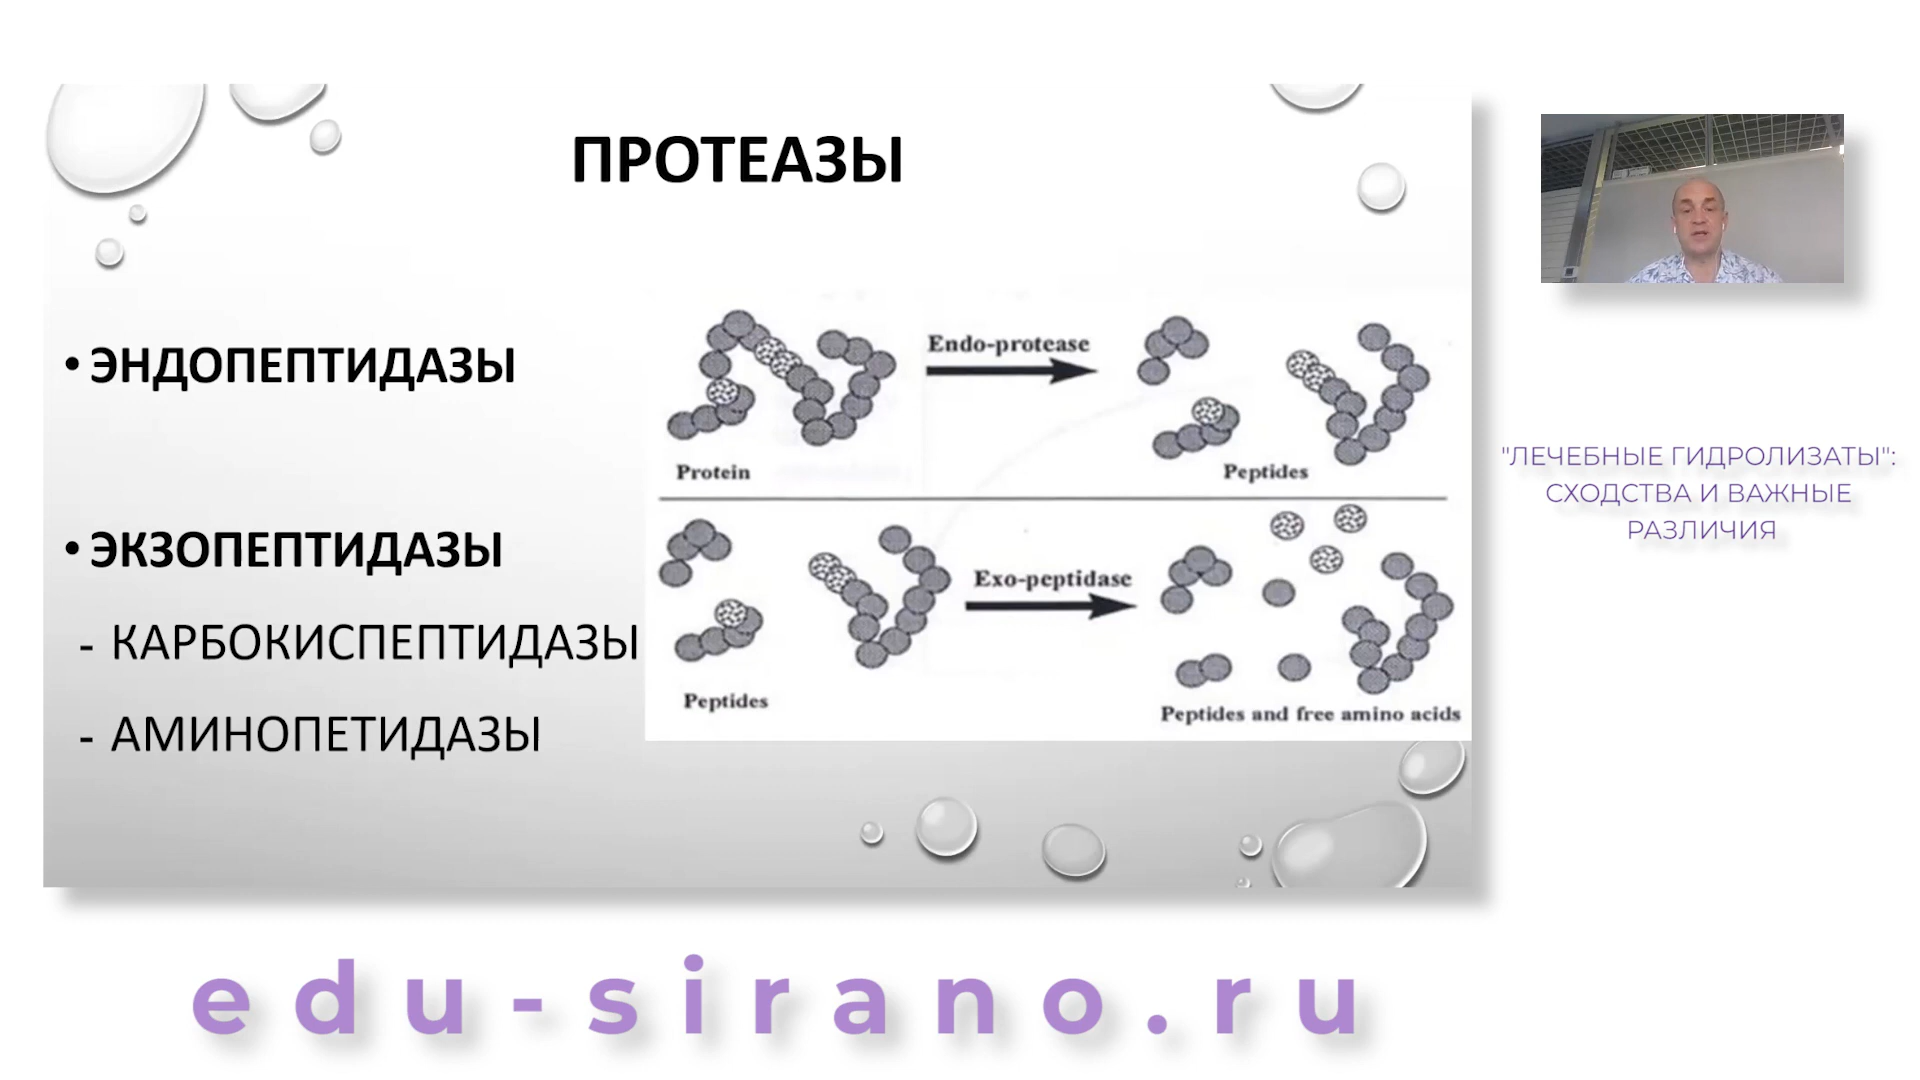 ПРОТЕАЗЫ
• ЭНДОПЕПТИДАЗЫ
• ЭКЗОПЕПТИДАЗЫ
- КАРБОКИСПЕПТИДАЗЫ
- АМИНОПЕТИДАЗЫ
Endo-protease
Protein
Peptides
Exo-peptidase
Peptides
Peptides and free amino acids
"ЛЕЧЕБНЫЕ ГИДРОЛИЗАТЫ":
СХОДСТВА И ВАЖНЫЕ
РАЗЛИЧИЯ
edu-sirano.ru